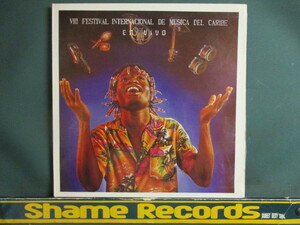 VIII FESTIVAL INTERNACIONAL DE MUSICA DEL CARIBE
EN VIVO
Shame Records